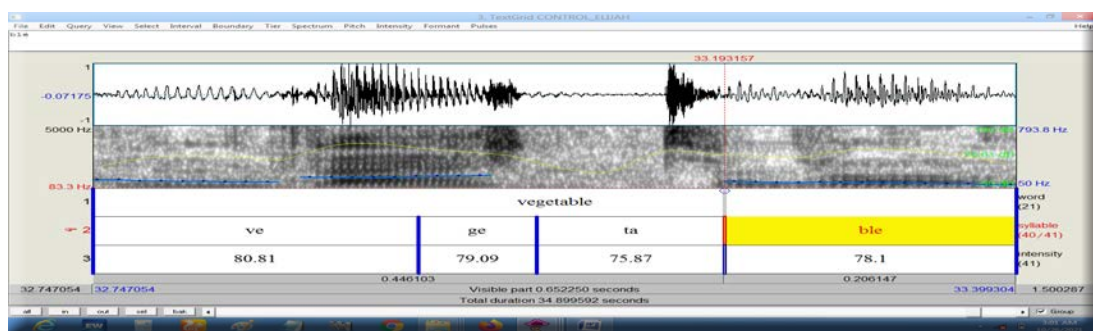 3. TextGrid CONTROL_ELIJAH
File Edit Query View Select Interval Boundary Tier Spectrum Pitch Intensity Formant Pulses Help
ble
33.193157
1
-0.07175
-1
5000 Hz 793.8 Hz
83.3 Hz 50 Hz
1 vegetable word (21)
2 ve ge ta ble syllable (40/41)
3 80.81 79.09 75.87 78.1 intensity (41)
0.446103 0.206147
32.747054 32.747054 Visible part 0.652250 seconds 33.399304 1.500287
Total duration 34.899592 seconds
all in out sel bak Group